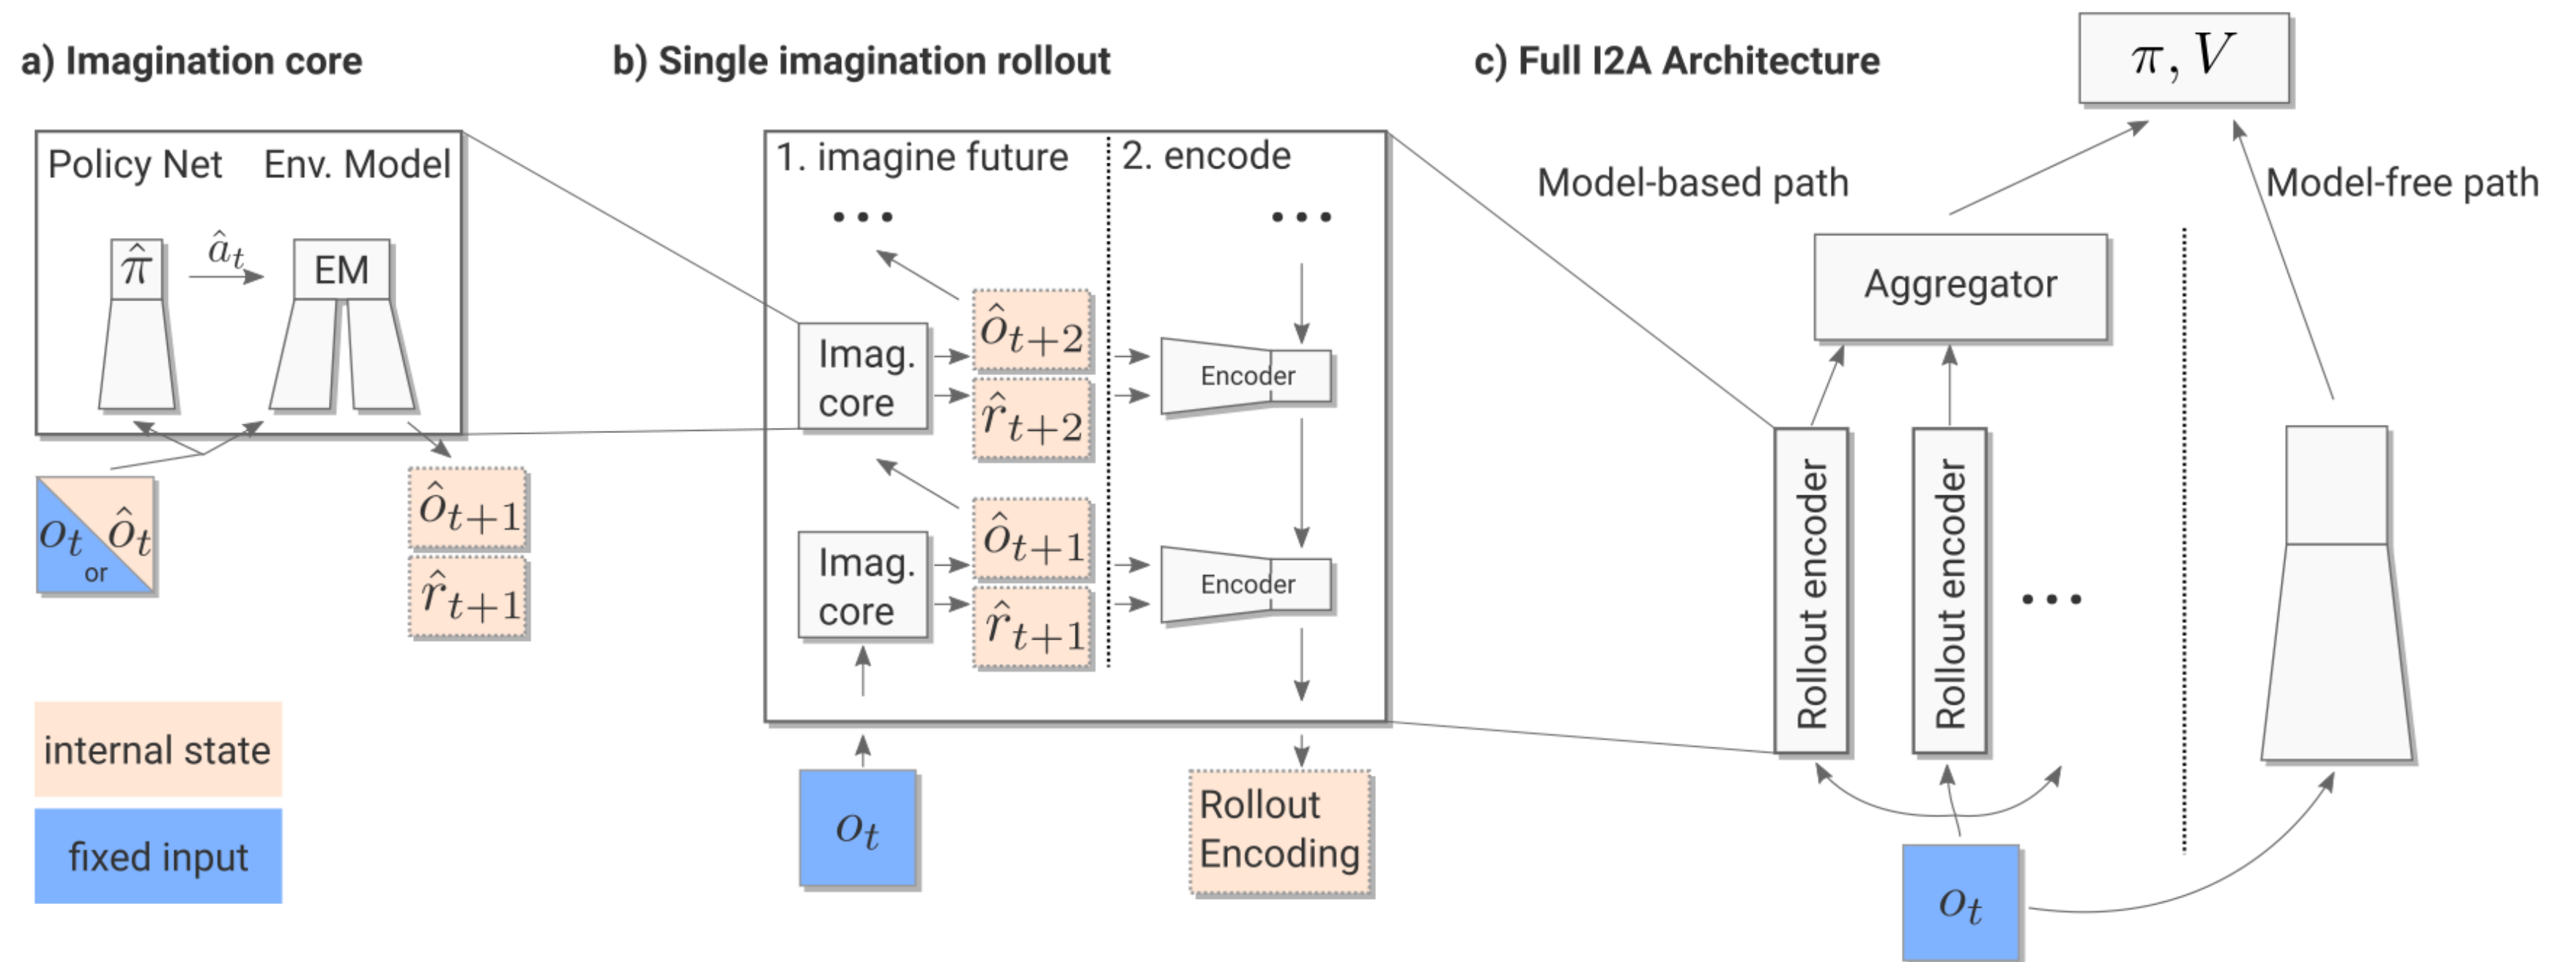 a) Imagination core
Policy Net
Env. Model
π̂
â_t
EM
o_t
or
ô_t
ô_{t+1}
r̂_{t+1}
internal state
fixed input
b) Single imagination rollout
1. imagine future
2. encode
...
...
Imag.
core
ô_{t+2}
r̂_{t+2}
Encoder
Imag.
core
ô_{t+1}
r̂_{t+1}
Encoder
o_t
Rollout
Encoding
c) Full I2A Architecture
π, V
Model-based path
Model-free path
Aggregator
Rollout encoder
Rollout encoder
...
o_t